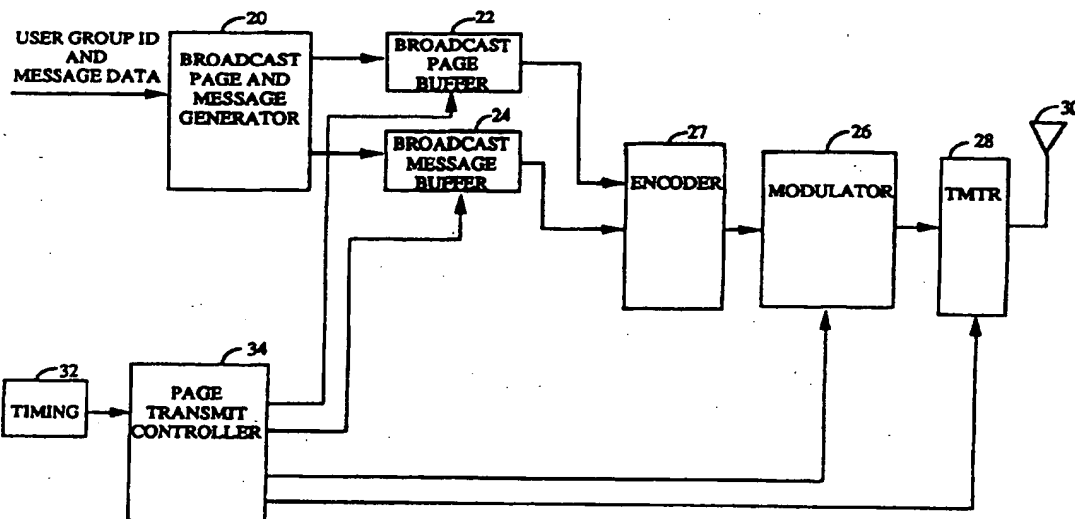 20
USER GROUP ID
AND
MESSAGE DATA
BROADCAST
PAGE AND
MESSAGE
GENERATOR
22
BROADCAST
PAGE
BUFFER
24
BROADCAST
MESSAGE
BUFFER
27
ENCODER
26
MODULATOR
28
TMTR
30
32
TIMING
34
PAGE
TRANSMIT
CONTROLLER